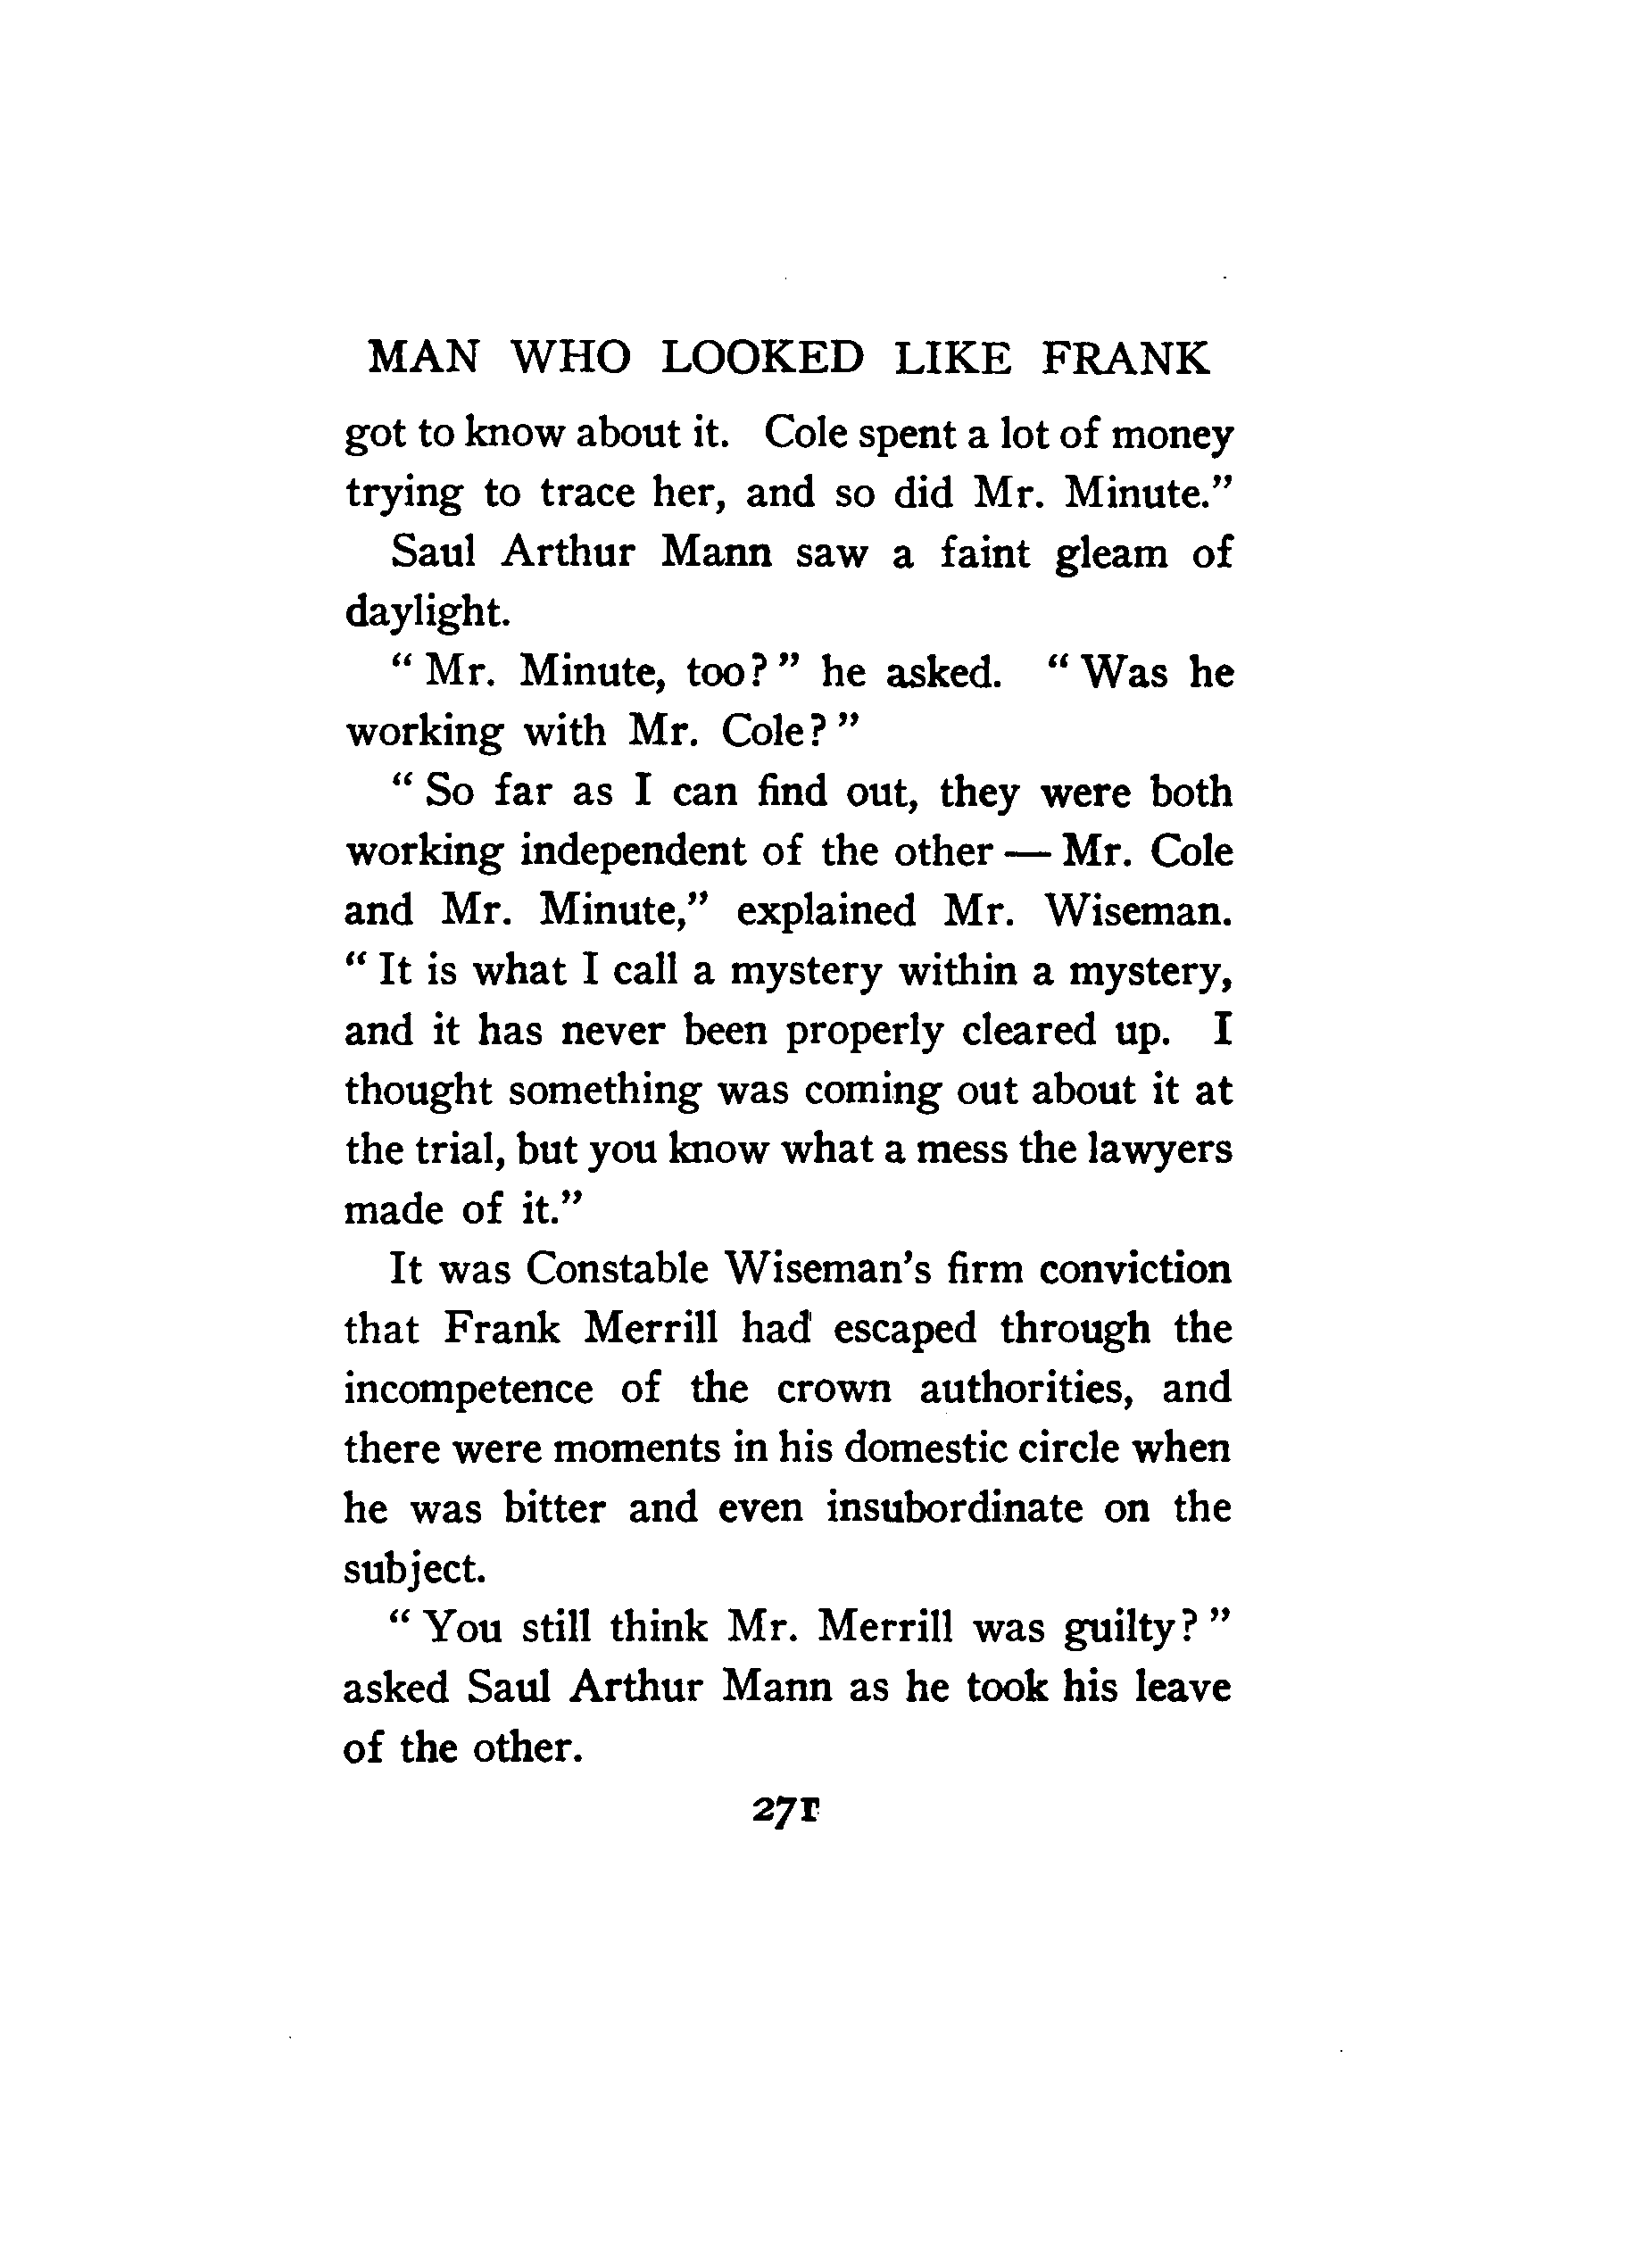 MAN WHO LOOKED LIKE FRANK
got to know about it. Cole spent a lot of money
trying to trace her, and so did Mr. Minute.”
Saul Arthur Mann saw a faint gleam of
daylight.
“ Mr. Minute, too? ” he asked. “ Was he
working with Mr. Cole? ”
“ So far as I can find out, they were both
working independent of the other — Mr. Cole
and Mr. Minute,” explained Mr. Wiseman.
“ It is what I call a mystery within a mystery,
and it has never been properly cleared up. I
thought something was coming out about it at
the trial, but you know what a mess the lawyers
made of it.”
It was Constable Wiseman’s firm conviction
that Frank Merrill had escaped through the
incompetence of the crown authorities, and
there were moments in his domestic circle when
he was bitter and even insubordinate on the
subject.
“ You still think Mr. Merrill was guilty? ”
asked Saul Arthur Mann as he took his leave
of the other.
271